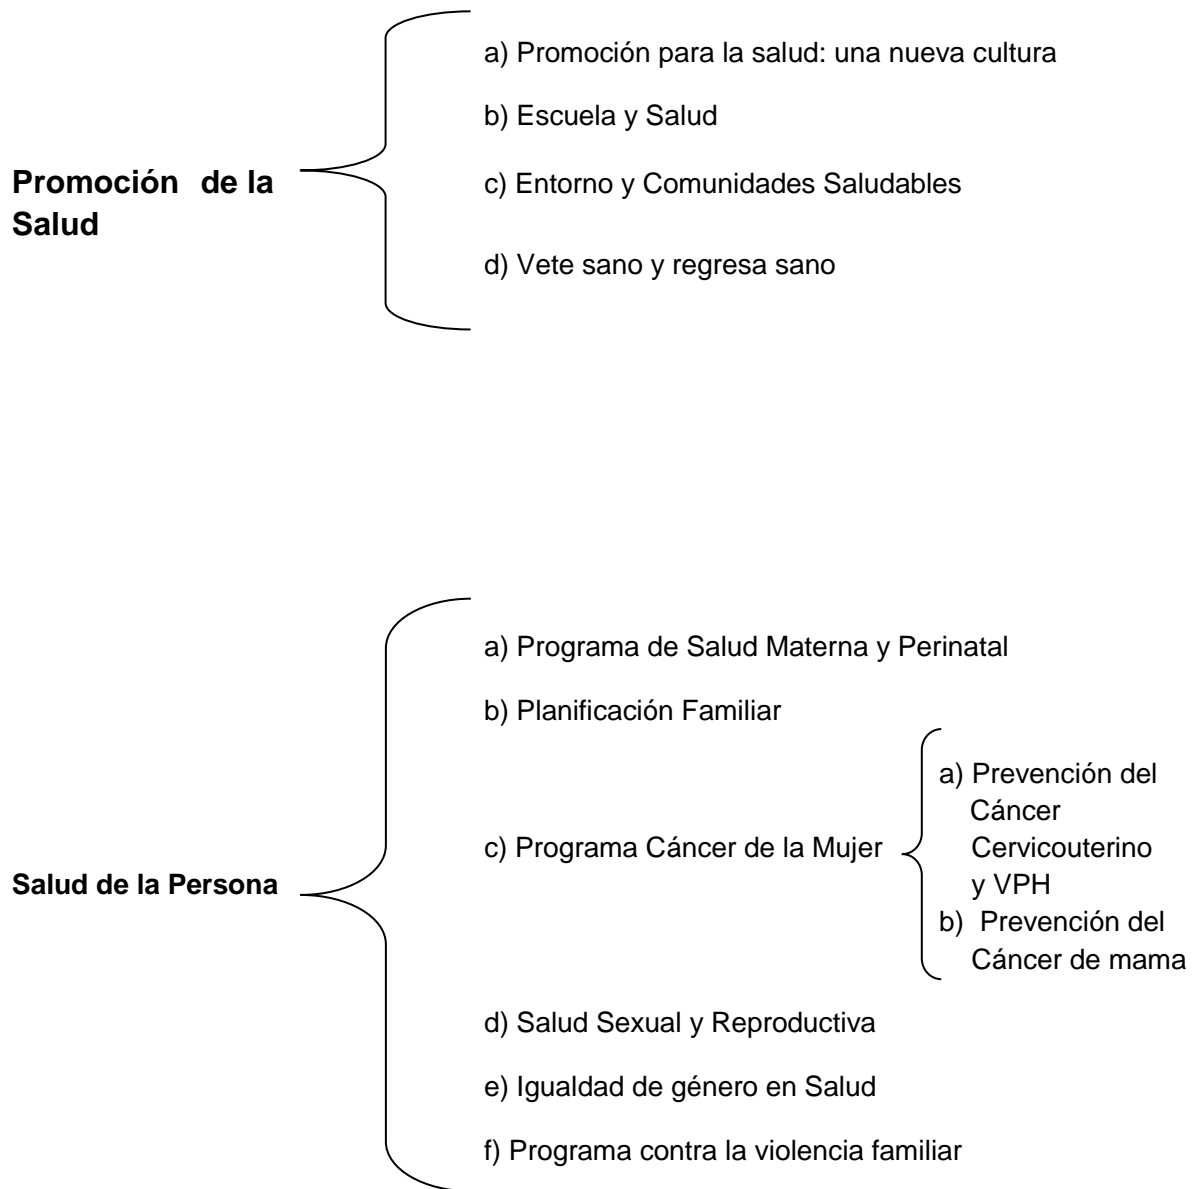 a) Promoción para la salud: una nueva cultura
b) Escuela y Salud
Promoción de la
Salud
c) Entorno y Comunidades Saludables
d) Vete sano y regresa sano
a) Programa de Salud Materna y Perinatal
b) Planificación Familiar
c) Programa Cáncer de la Mujer
a) Prevención del
Cáncer
Cervicouterino
y VPH
b) Prevención del
Cáncer de mama
Salud de la Persona
d) Salud Sexual y Reproductiva
e) Igualdad de género en Salud
f) Programa contra la violencia familiar